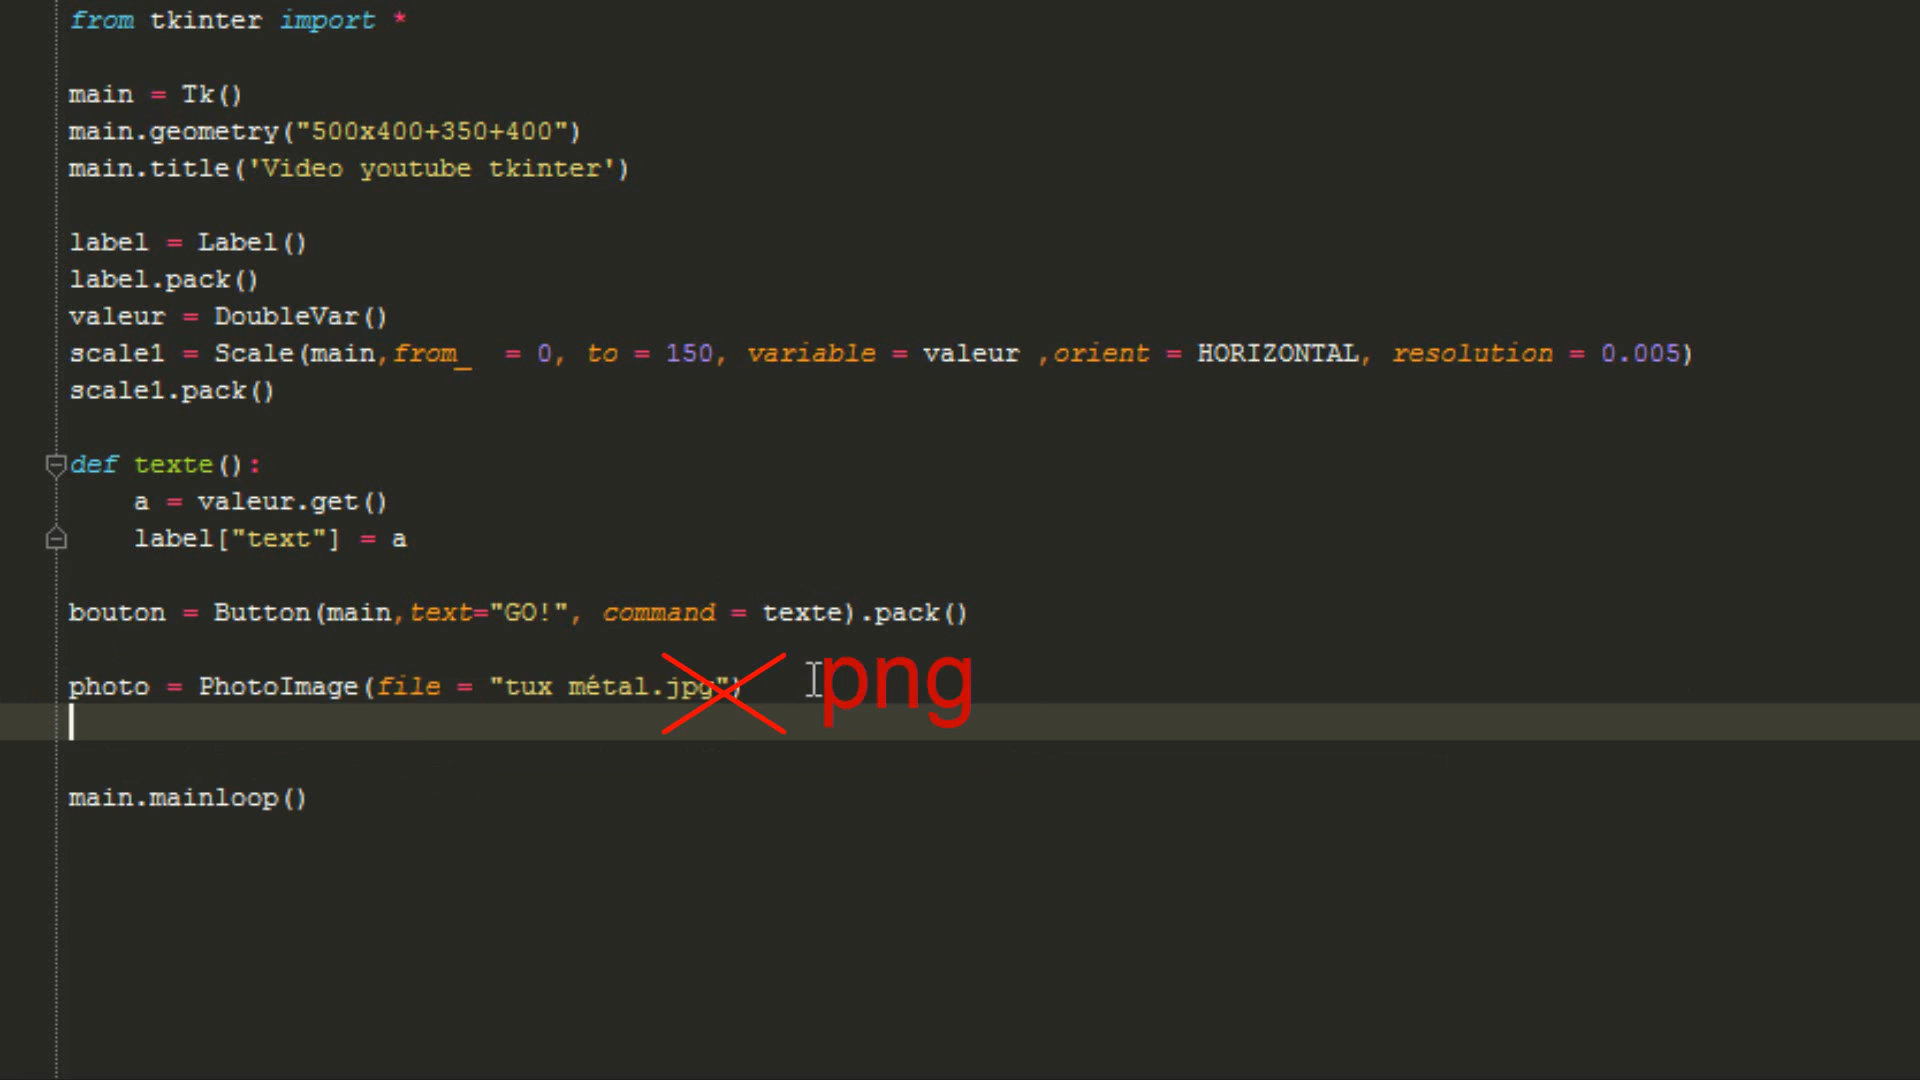 from tkinter import *
main = Tk()
main.geometry("500x400+350+400")
main.title('Video youtube tkinter')
label = Label()
label.pack()
valeur = DoubleVar()
scale1 = Scale(main,from_  = 0, to = 150, variable = valeur ,orient = HORIZONTAL, resolution = 0.005)
scale1.pack()
def texte():
    a = valeur.get()
    label["text"] = a
bouton = Button(main,text="GO!", command = texte).pack()
photo = PhotoImage(file = "tux métal.jpg") png
main.mainloop()